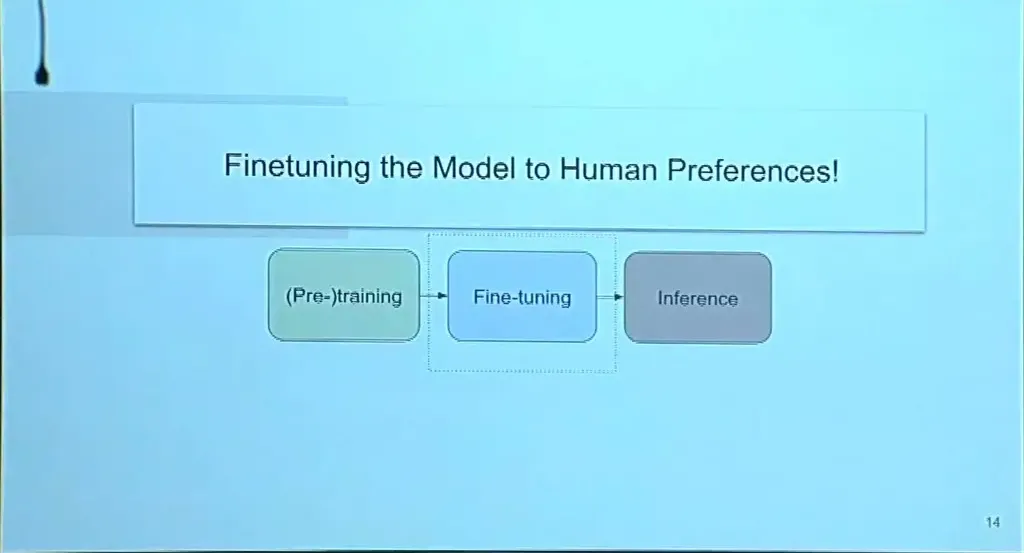 Finetuning the Model to Human Preferences!
(Pre-)training
Fine-tuning
Inference
14